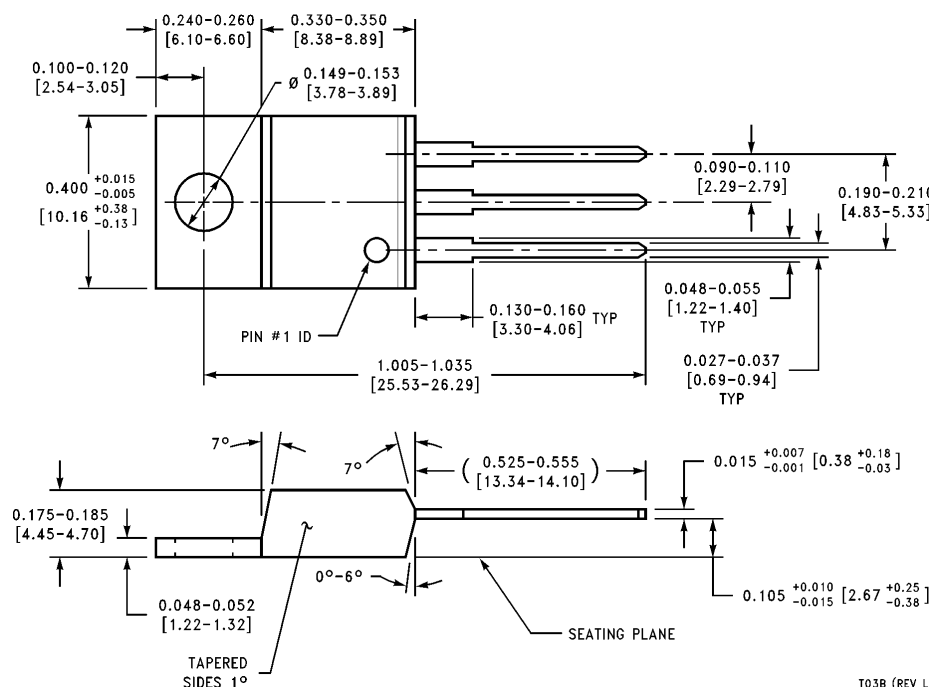 0.240–0.260
[6.10–6.60]
0.330–0.350
[8.38–8.89]
0.100–0.120
[2.54–3.05]
Ø 0.149–0.153
[3.78–3.89]
0.400 +0.015 -0.005
[10.16 +0.38 -0.13]
0.090–0.110
[2.29–2.79]
0.190–0.210
[4.83–5.33]
PIN #1 ID
0.130–0.160 TYP
[3.30–4.06]
0.048–0.055
[1.22–1.40]
TYP
1.005–1.035
[25.53–26.29]
0.027–0.037
[0.69–0.94]
TYP
7°
7°
(0.525–0.555)
[13.34–14.10]
0.015 +0.007 -0.001 [0.38 +0.18 -0.03]
0.175–0.185
[4.45–4.70]
0°–6°
0.105 +0.010 -0.015 [2.67 +0.25 -0.38]
0.048–0.052
[1.22–1.32]
SEATING PLANE
TAPERED
SIDES 1°
T03B (REV L